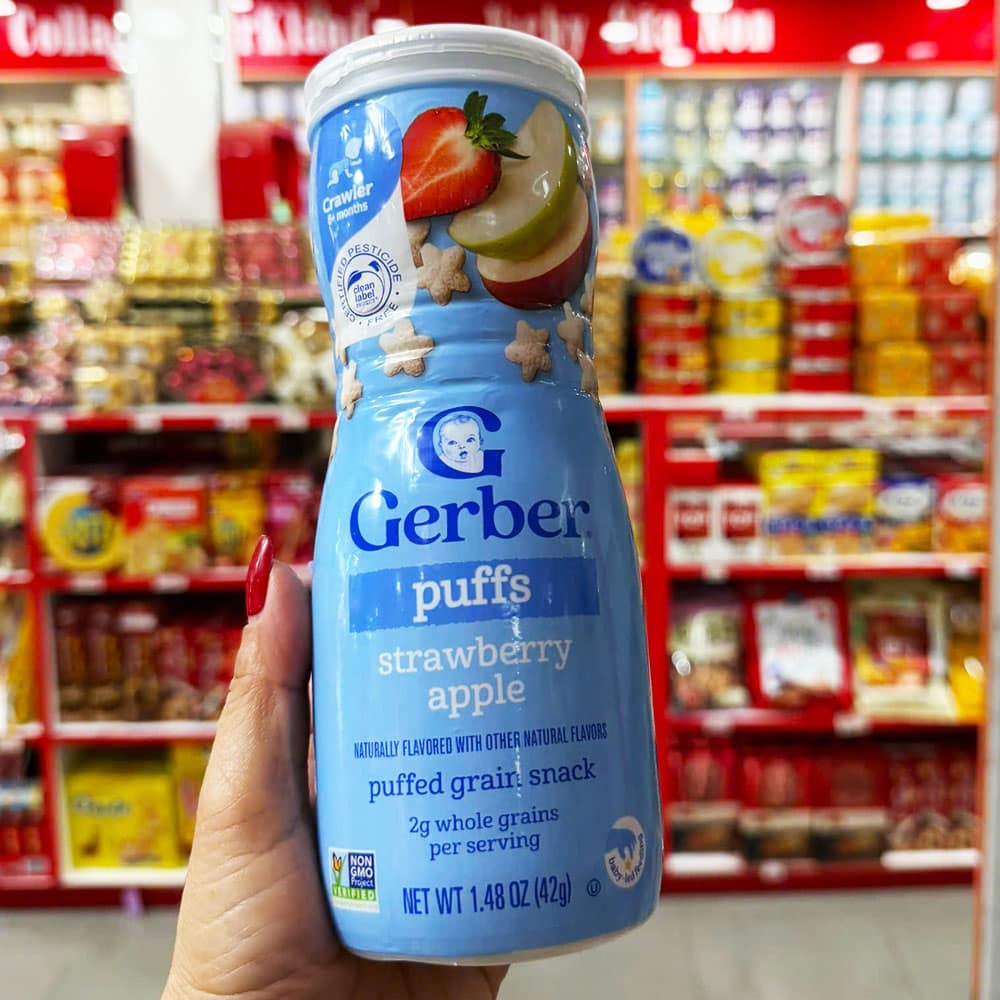 Crawler
8+ months
CERTIFIED PESTICIDE FREE
clean
label
PROJECT
Gerber
puffs
strawberry
apple
NATURALLY FLAVORED WITH OTHER NATURAL FLAVORS
puffed grain snack
2g whole grains
per serving
NON
GMO
Project
VERIFIED
NET WT 1.48 OZ (42g)
U